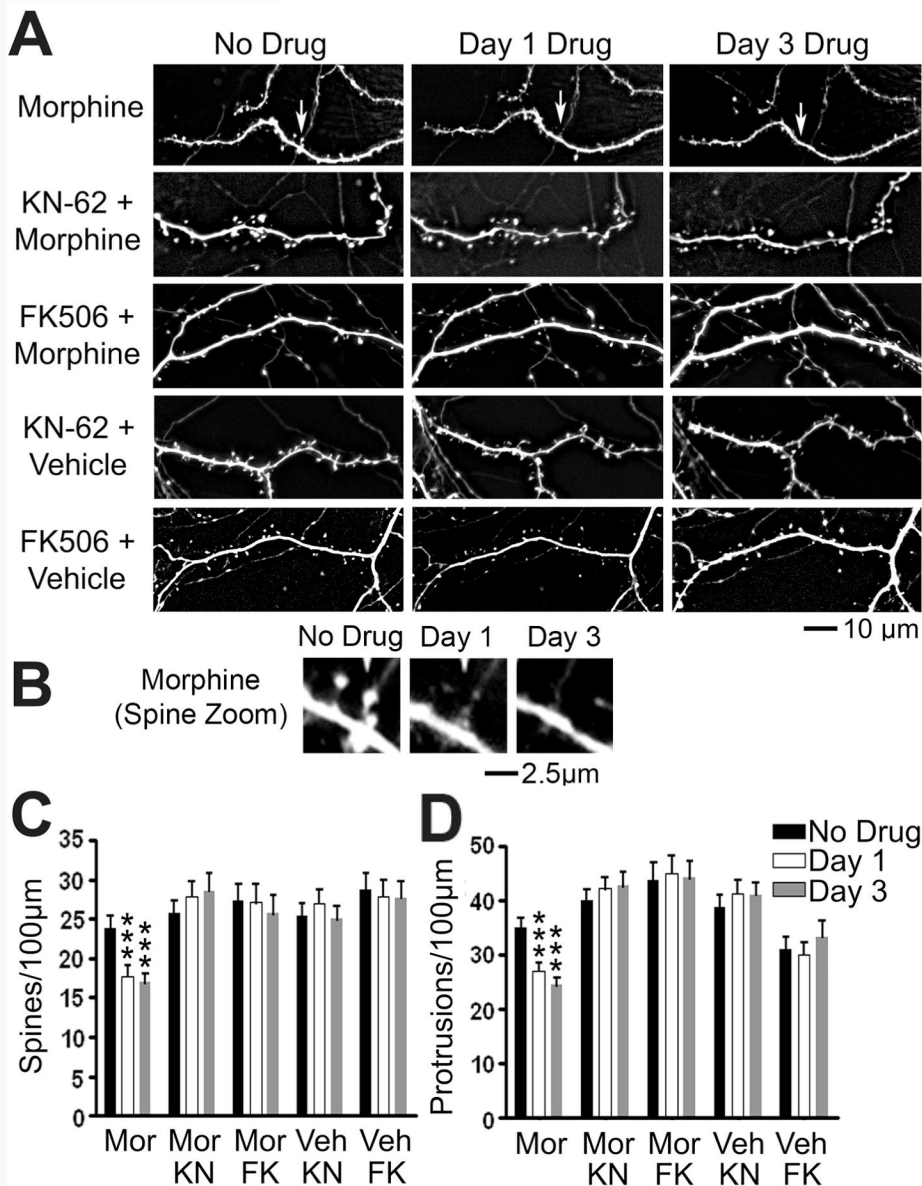 A
No Drug Day 1 Drug Day 3 Drug
Morphine
KN-62 +
Morphine
FK506 +
Morphine
KN-62 +
Vehicle
FK506 +
Vehicle
10 µm
B
No Drug Day 1 Day 3
Morphine
(Spine Zoom)
2.5µm
C
Spines/100µm
35
30
25
20
15
10
5
0
*** ***
Mor Mor Mor Veh Veh
KN FK KN FK
D
No Drug
Day 1
Day 3
Protrusions/100µm
50
40
30
20
10
0
*** ***
Mor Mor Mor Veh Veh
KN FK KN FK